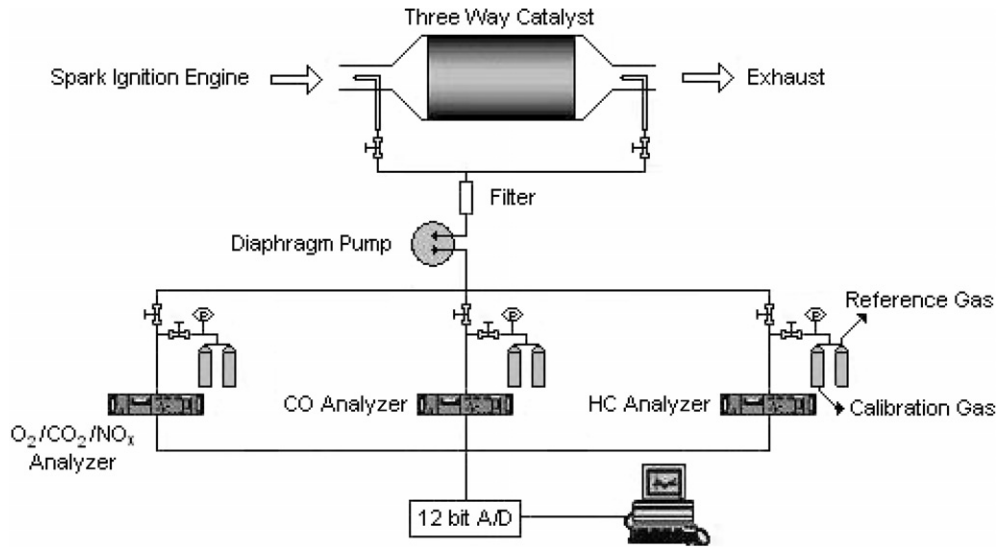 Three Way Catalyst
Spark Ignition Engine
Exhaust
Filter
Diaphragm Pump
Reference Gas
P
P
P
CO Analyzer
HC Analyzer
Calibration Gas
O₂/CO₂/NOₓ
Analyzer
12 bit A/D